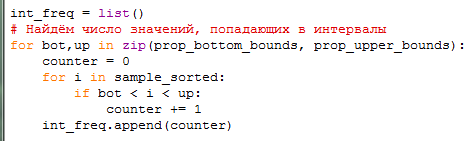 int_freq = list()
# Найдём число значений, попадающих в интервалы
for bot,up in zip(prop_bottom_bounds, prop_upper_bounds):
    counter = 0
    for i in sample_sorted:
        if bot < i < up:
            counter += 1
    int_freq.append(counter)